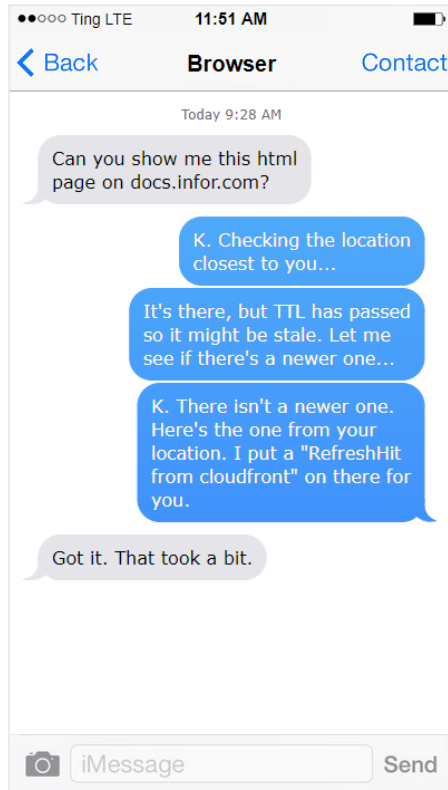 Ting LTE 11:51 AM
Back Browser Contact
Today 9:28 AM
Can you show me this html
page on docs.infor.com?
K. Checking the location
closest to you...
It's there, but TTL has passed
so it might be stale. Let me
see if there's a newer one...
K. There isn't a newer one.
Here's the one from your
location. I put a "RefreshHit
from cloudfront" on there for
you.
Got it. That took a bit.
iMessage Send